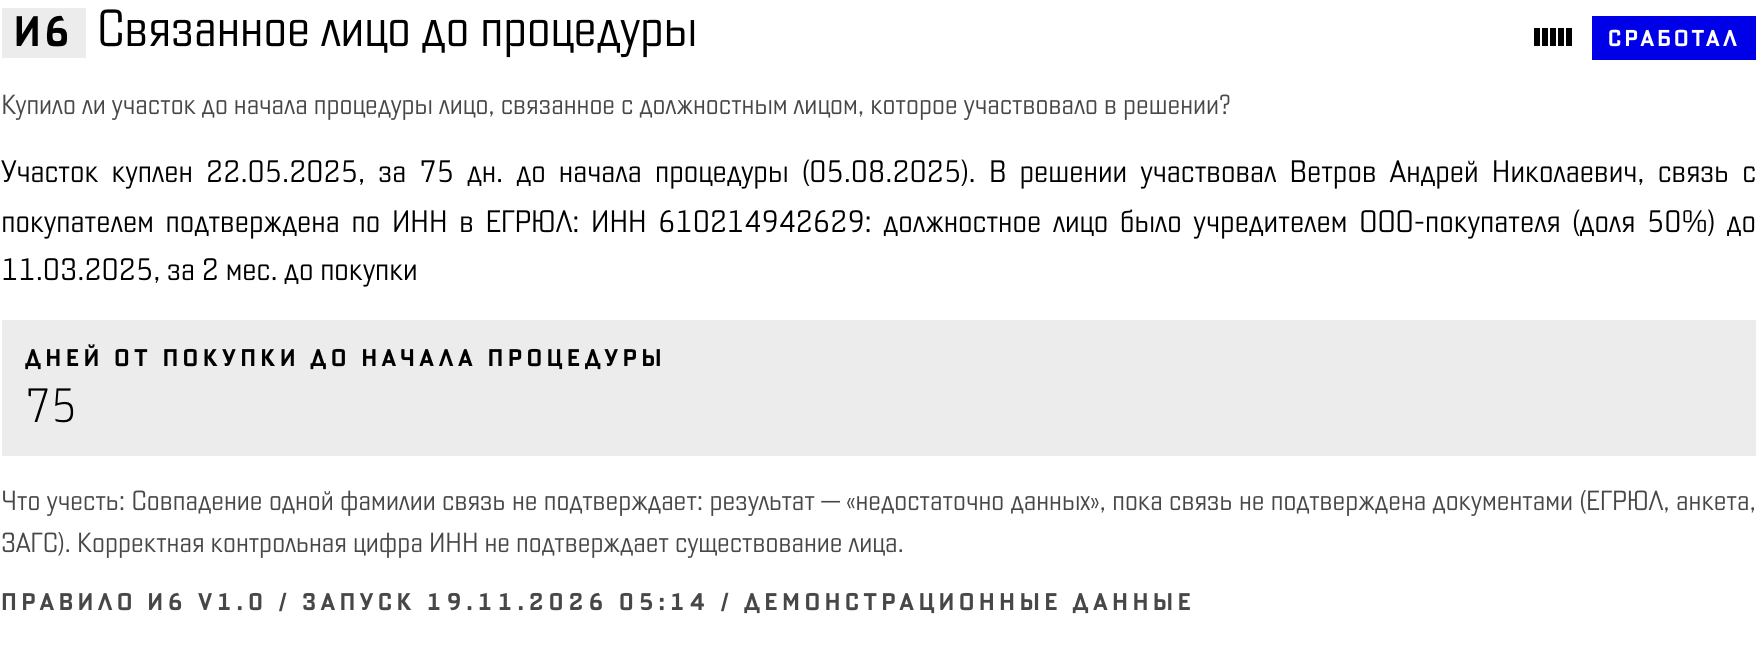 И6 Связанное лицо до процедуры
СРАБОТАЛ
Купило ли участок до начала процедуры лицо, связанное с должностным лицом, которое участвовало в решении?
Участок куплен 22.05.2025, за 75 дн. до начала процедуры (05.08.2025). В решении участвовал Ветров Андрей Николаевич, связь с
покупателем подтверждена по ИНН в ЕГРЮЛ: ИНН 610214942629: должностное лицо было учредителем ООО-покупателя (доля 50%) до
11.03.2025, за 2 мес. до покупки
ДНЕЙ ОТ ПОКУПКИ ДО НАЧАЛА ПРОЦЕДУРЫ
75
Что учесть: Совпадение одной фамилии связь не подтверждает: результат — «недостаточно данных», пока связь не подтверждена документами (ЕГРЮЛ, анкета,
ЗАГС). Корректная контрольная цифра ИНН не подтверждает существование лица.
ПРАВИЛО И6 V1.0 / ЗАПУСК 19.11.2026 05:14 / ДЕМОНСТРАЦИОННЫЕ ДАННЫЕ